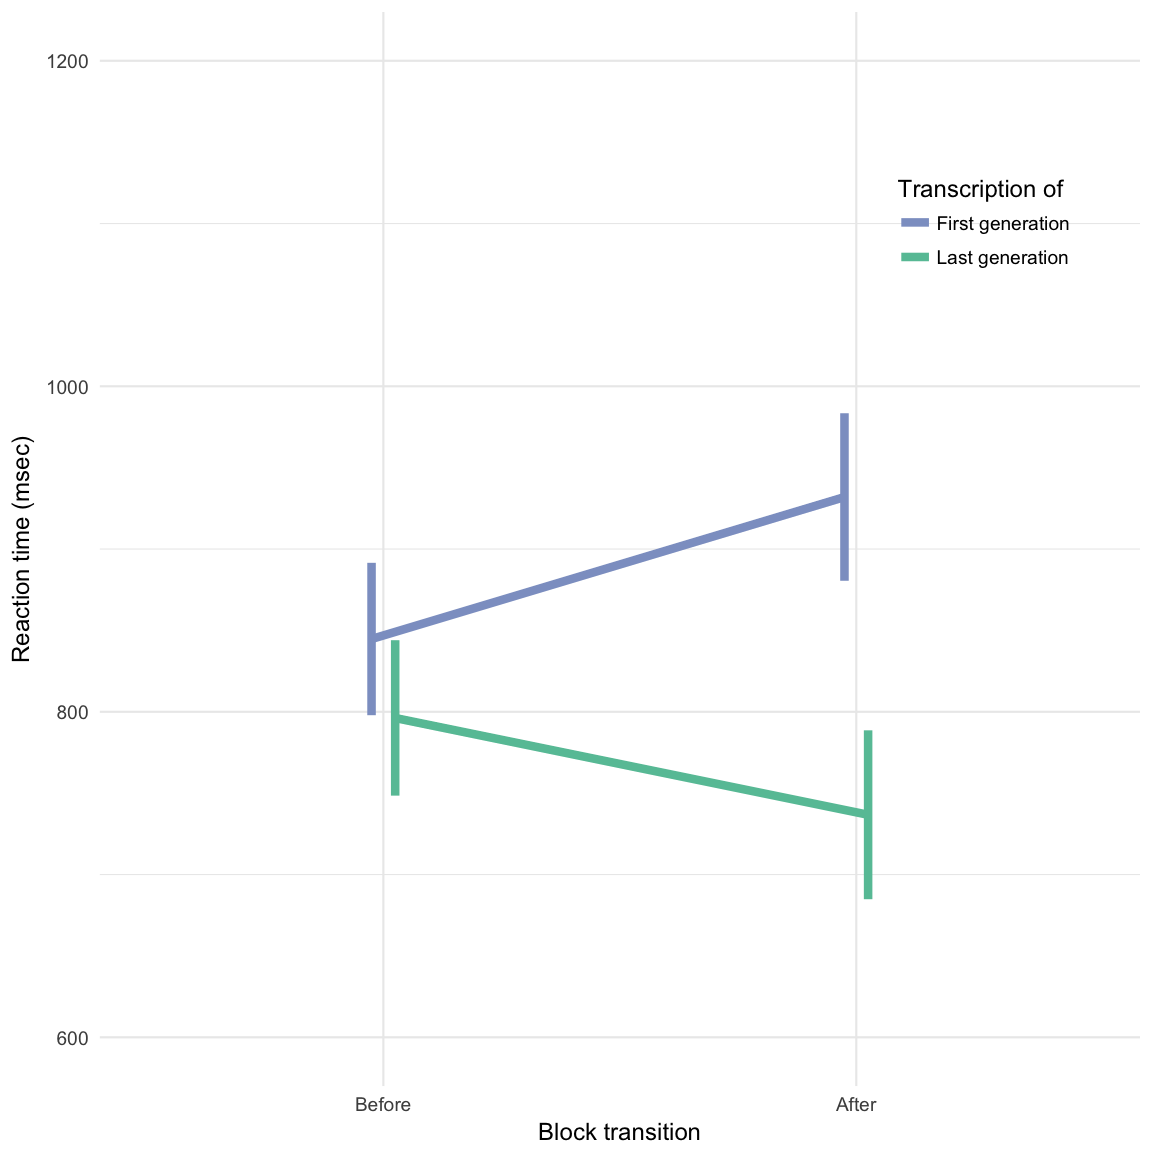 1200
1000
800
600
Reaction time (msec)
Transcription of
First generation
Last generation
Before
After
Block transition